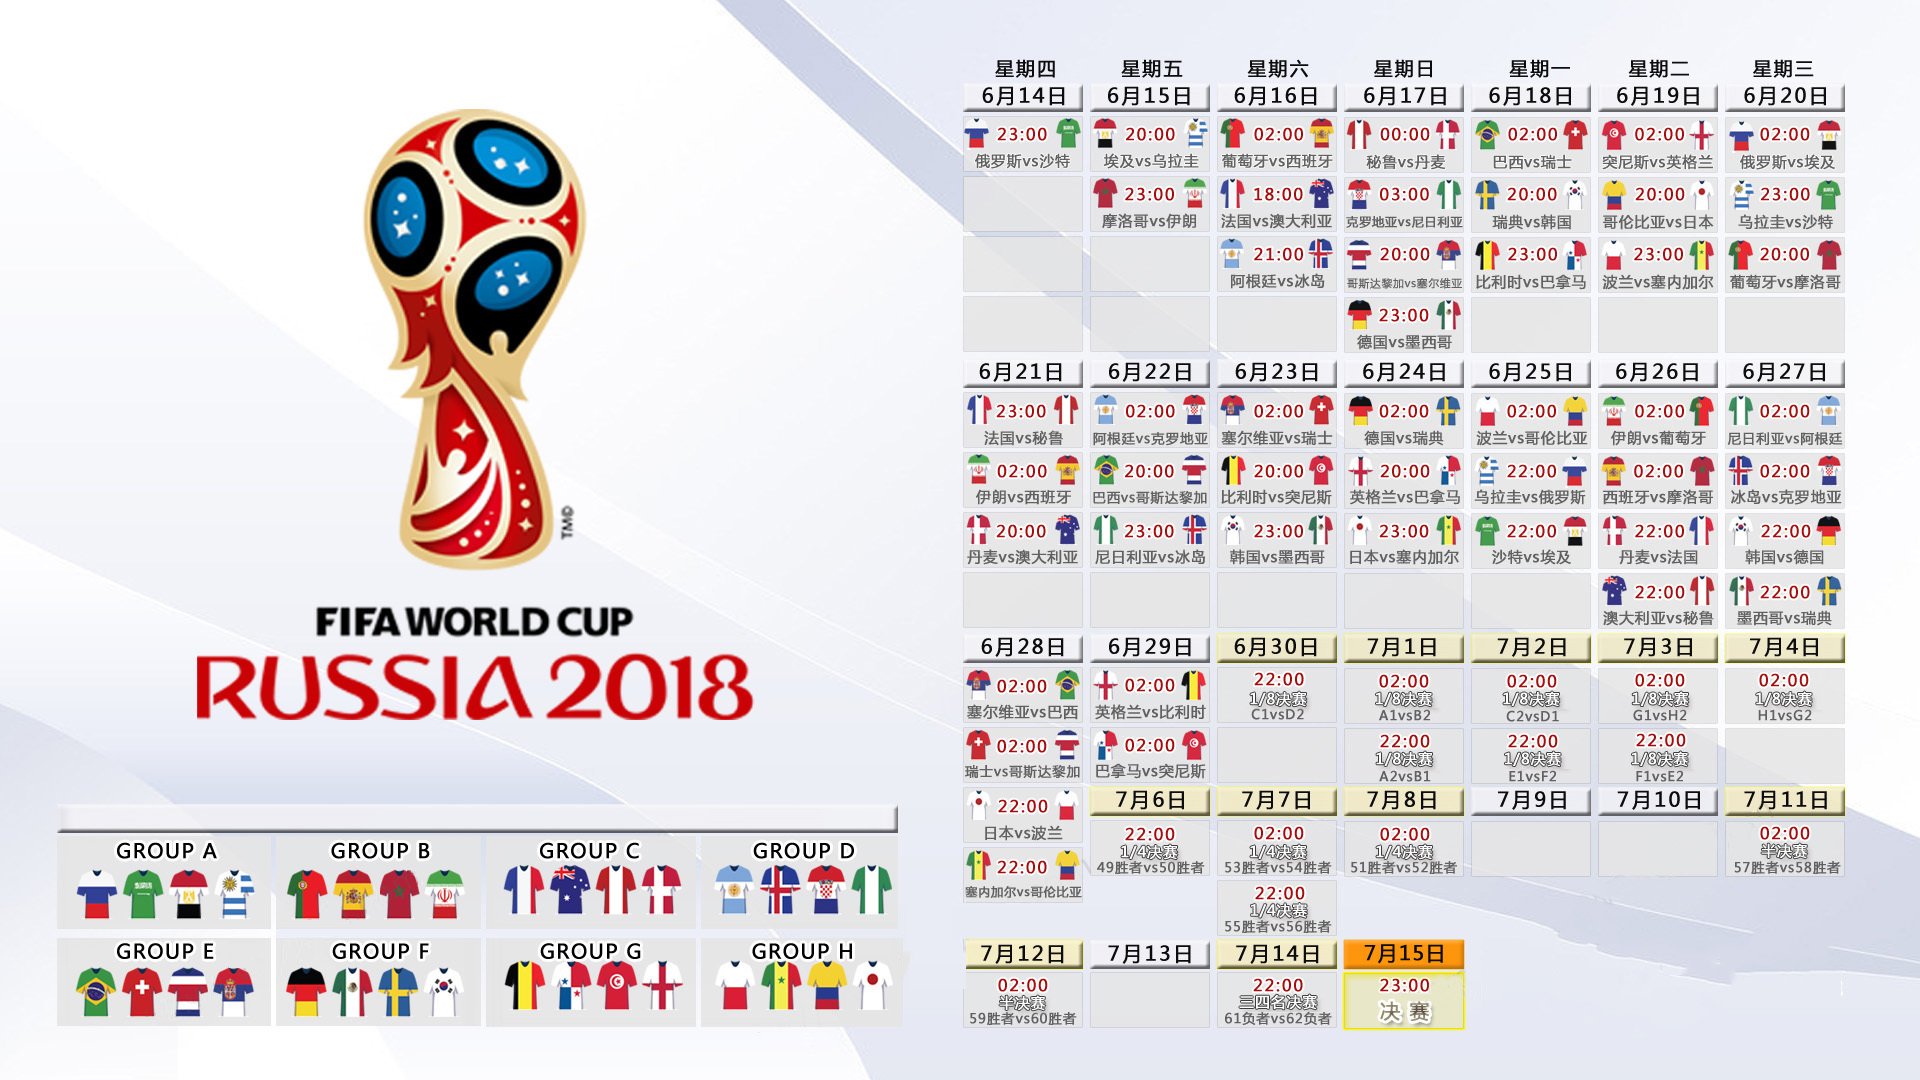 FIFA WORLD CUP
RUSSIA 2018
TM©
GROUP A
GROUP B
GROUP C
GROUP D
GROUP E
GROUP F
GROUP G
GROUP H
星期四 星期五 星期六 星期日 星期一 星期二 星期三
6月14日 6月15日 6月16日 6月17日 6月18日 6月19日 6月20日
23:00 20:00 02:00 00:00 02:00 02:00 02:00
俄罗斯vs沙特 埃及vs乌拉圭 葡萄牙vs西班牙 秘鲁vs丹麦 巴西vs瑞士 突尼斯vs英格兰 俄罗斯vs埃及
23:00 18:00 03:00 20:00 20:00 23:00
摩洛哥vs伊朗 法国vs澳大利亚 克罗地亚vs尼日利亚 瑞典vs韩国 哥伦比亚vs日本 乌拉圭vs沙特
21:00 20:00 23:00 23:00 20:00
阿根廷vs冰岛 哥斯达黎加vs塞尔维亚 比利时vs巴拿马 波兰vs塞内加尔 葡萄牙vs摩洛哥
23:00
德国vs墨西哥
6月21日 6月22日 6月23日 6月24日 6月25日 6月26日 6月27日
23:00 02:00 02:00 02:00 02:00 02:00 02:00
法国vs秘鲁 阿根廷vs克罗地亚 塞尔维亚vs瑞士 德国vs瑞典 波兰vs哥伦比亚 伊朗vs葡萄牙 尼日利亚vs阿根廷
02:00 20:00 20:00 20:00 22:00 02:00 02:00
伊朗vs西班牙 巴西vs哥斯达黎加 比利时vs突尼斯 英格兰vs巴拿马 乌拉圭vs俄罗斯 西班牙vs摩洛哥 冰岛vs克罗地亚
20:00 23:00 23:00 23:00 22:00 22:00 22:00
丹麦vs澳大利亚 尼日利亚vs冰岛 韩国vs墨西哥 日本vs塞内加尔 沙特vs埃及 丹麦vs法国 韩国vs德国
22:00 22:00
澳大利亚vs秘鲁 墨西哥vs瑞典
6月28日 6月29日 6月30日 7月1日 7月2日 7月3日 7月4日
02:00 02:00 22:00 02:00 02:00 02:00 02:00
1/8决赛 1/8决赛 1/8决赛 1/8决赛 1/8决赛
塞尔维亚vs巴西 英格兰vs比利时 C1vsD2 A1vsB2 C2vsD1 G1vsH2 H1vsG2
02:00 02:00 22:00 22:00 22:00
1/8决赛 1/8决赛 1/8决赛
瑞士vs哥斯达黎加 巴拿马vs突尼斯 A2vsB1 E1vsF2 F1vsE2
22:00 7月6日 7月7日 7月8日 7月9日 7月10日 7月11日
日本vs波兰 22:00 02:00 02:00 02:00
1/4决赛 1/4决赛 1/4决赛 半决赛
22:00 49胜者vs50胜者 53胜者vs54胜者 51胜者vs52胜者 57胜者vs58胜者
塞内加尔vs哥伦比亚 22:00
1/4决赛
55胜者vs56胜者
7月12日 7月13日 7月14日 7月15日
02:00 22:00 23:00
半决赛 三四名决赛 决赛
59胜者vs60胜者 61负者vs62负者